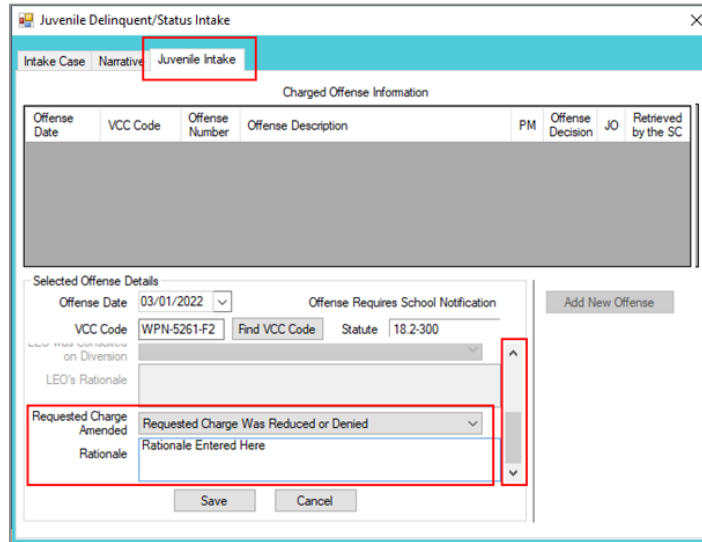 Juvenile Delinquent/Status Intake
Intake Case Narrative Juvenile Intake
Charged Offense Information
Offense Date VCC Code Offense Number Offense Description PM Offense Decision JO Retrieved by the SC
Selected Offense Details
Offense Date 03/01/2022 Offense Requires School Notification Add New Offense
VCC Code WPN-5261-F2 Find VCC Code Statute 18.2-300
LEO was Consulted
on Diversion
LEO's Rationale
Requested Charge
Amended Requested Charge Was Reduced or Denied
Rationale Rationale Entered Here
Save Cancel